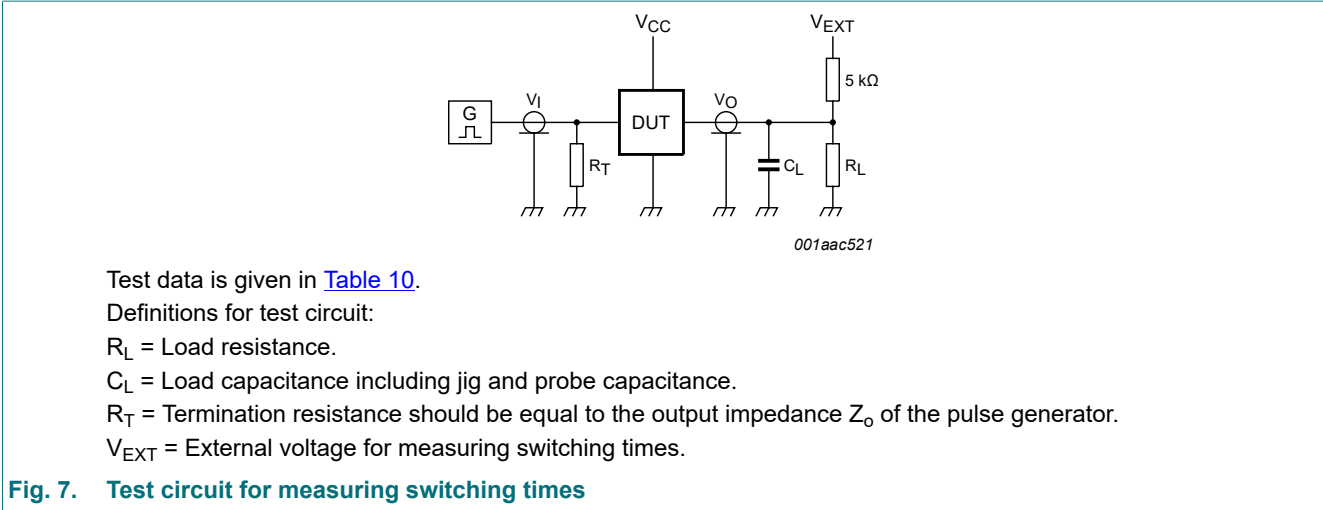 VCC
VEXT
5 kΩ
G
VI
DUT
VO
RT
CL
RL
001aac521
Test data is given in Table 10.
Definitions for test circuit:
RL = Load resistance.
CL = Load capacitance including jig and probe capacitance.
RT = Termination resistance should be equal to the output impedance Zo of the pulse generator.
VEXT = External voltage for measuring switching times.
Fig. 7. Test circuit for measuring switching times